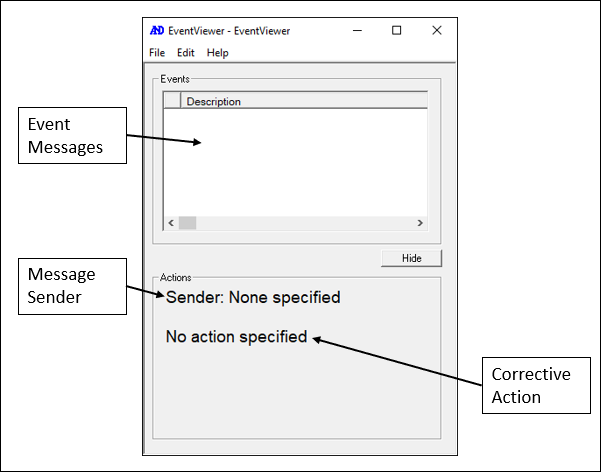 AND EventViewer - EventViewer
File Edit Help
Events
Description
Event
Messages
Hide
Message
Sender
Actions
Sender: None specified
No action specified
Corrective
Action